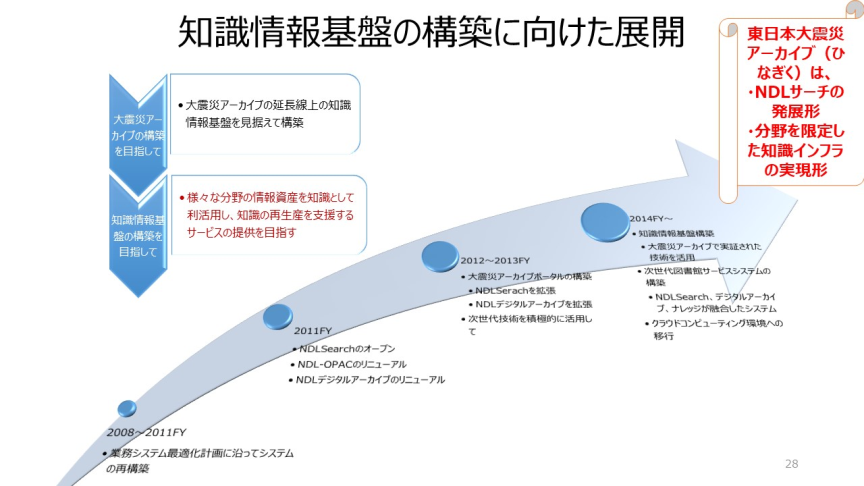 知識情報基盤の構築に向けた展開
東日本大震災
アーカイブ（ひ
なぎく）は、
・NDLサーチの
発展形
・分野を限定し
た知識インフラ
の実現形
大震災アー
カイブの構築
を目指して
•大震災アーカイブの延長線上の知識
情報基盤を見据えて構築
知識情報基
盤の構築を
目指して
•様々な分野の情報資産を知識として
利活用し、知識の再生産を支援する
サービスの提供を目指す
2008～2011FY
•業務システム最適化計画に沿ってシステム
の再構築
2011FY
•NDLSearchのオープン
•NDL-OPACのリニューアル
•NDLデジタルアーカイブのリニューアル
2012～2013FY
•大震災アーカイブポータルの構築
•NDLSerachを拡張
•NDLデジタルアーカイブを拡張
•次世代技術を積極的に活用し
て
2014FY～
•知識情報基盤構築
•大震災アーカイブで実証された
技術を活用
•次世代図書館サービスシステムの
構築
•NDLSearch、デジタルアーカイ
ブ、ナレッジが融合したシステム
•クラウドコンピューティング環境への
移行
28